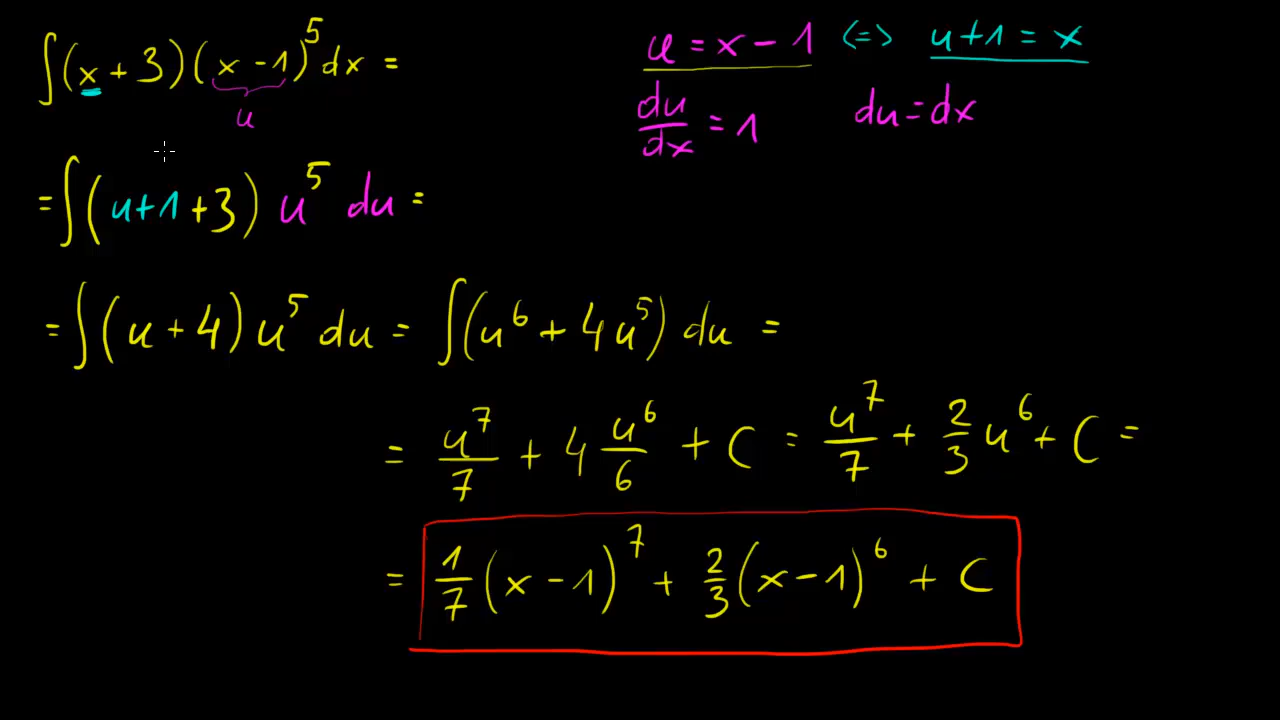 ∫(x + 3)(x - 1)^5 dx =
u
u = x - 1 <=> u + 1 = x
du/dx = 1 du = dx
= ∫(u + 1 + 3) u^5 du =
= ∫(u + 4) u^5 du = ∫(u^6 + 4u^5) du =
= u^7/7 + 4 u^6/6 + C = u^7/7 + 2/3 u^6 + C =
= 1/7 (x - 1)^7 + 2/3 (x - 1)^6 + C